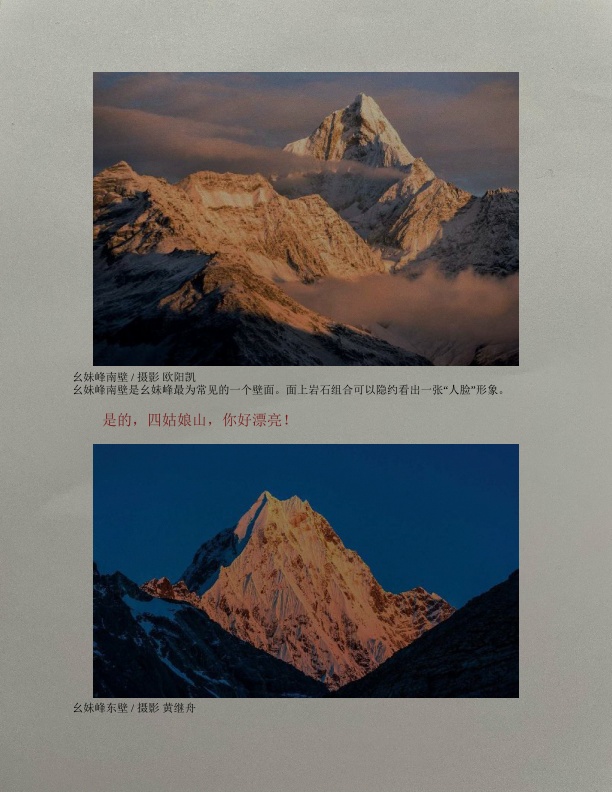 幺妹峰南壁 / 摄影 欧阳凯
幺妹峰南壁是幺妹峰最为常见的一个壁面。面上岩石组合可以隐约看出一张“人脸”形象。
是的，四姑娘山，你好漂亮！
幺妹峰东壁 / 摄影 黄继舟